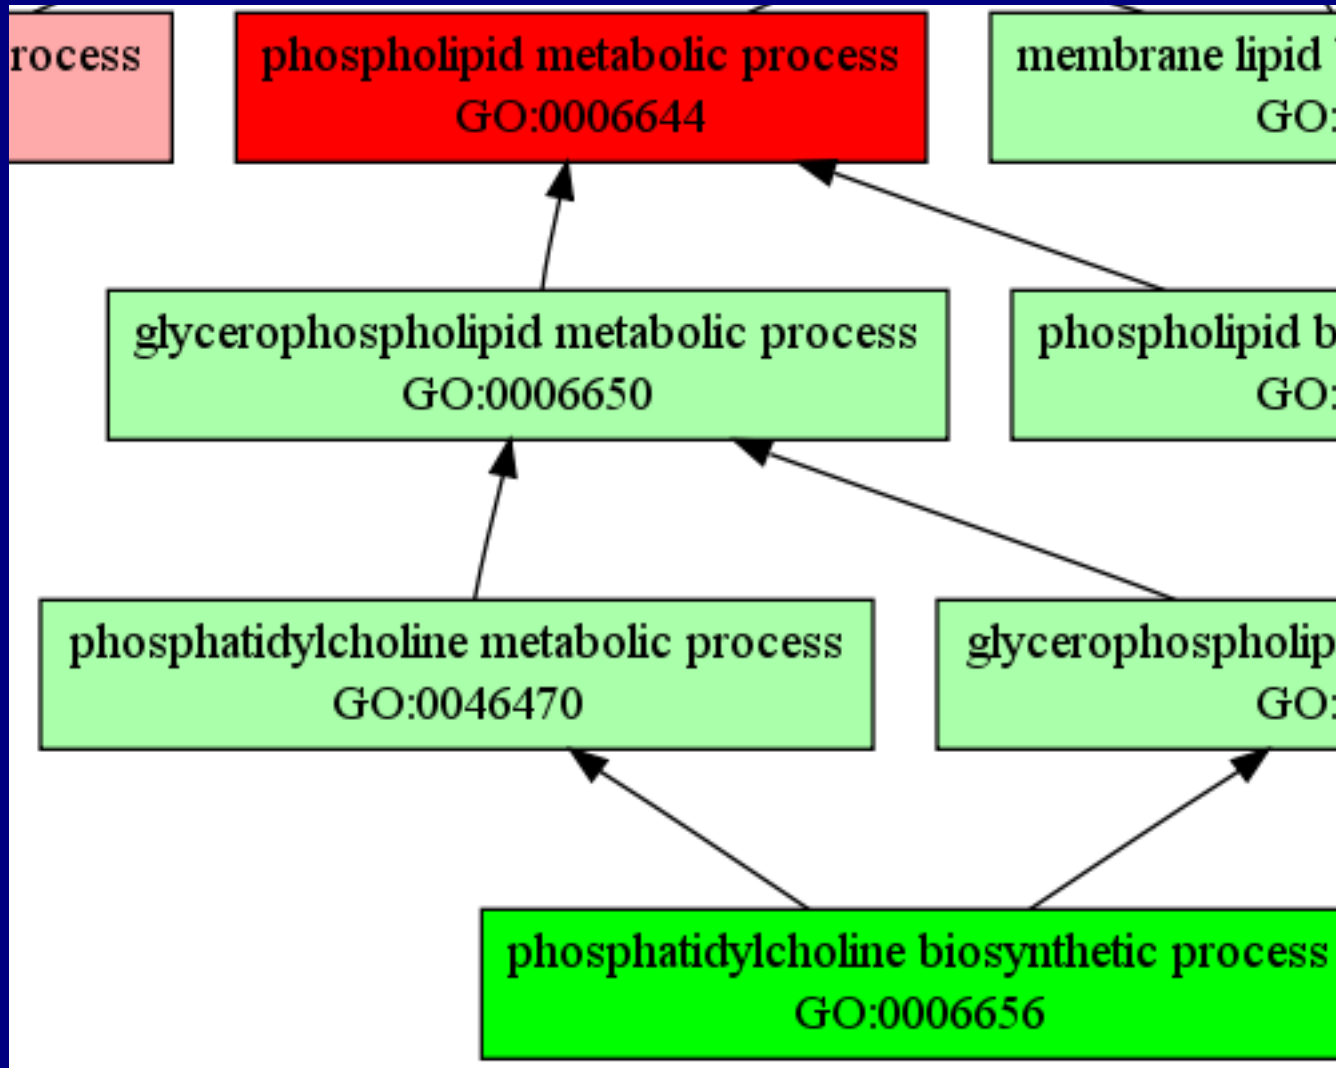 rocess
phospholipid metabolic process
GO:0006644
membrane lipid
GO:
glycerophospholipid metabolic process
GO:0006650
phospholipid b
GO:
phosphatidylcholine metabolic process
GO:0046470
glycerophospholip
GO:
phosphatidylcholine biosynthetic process
GO:0006656